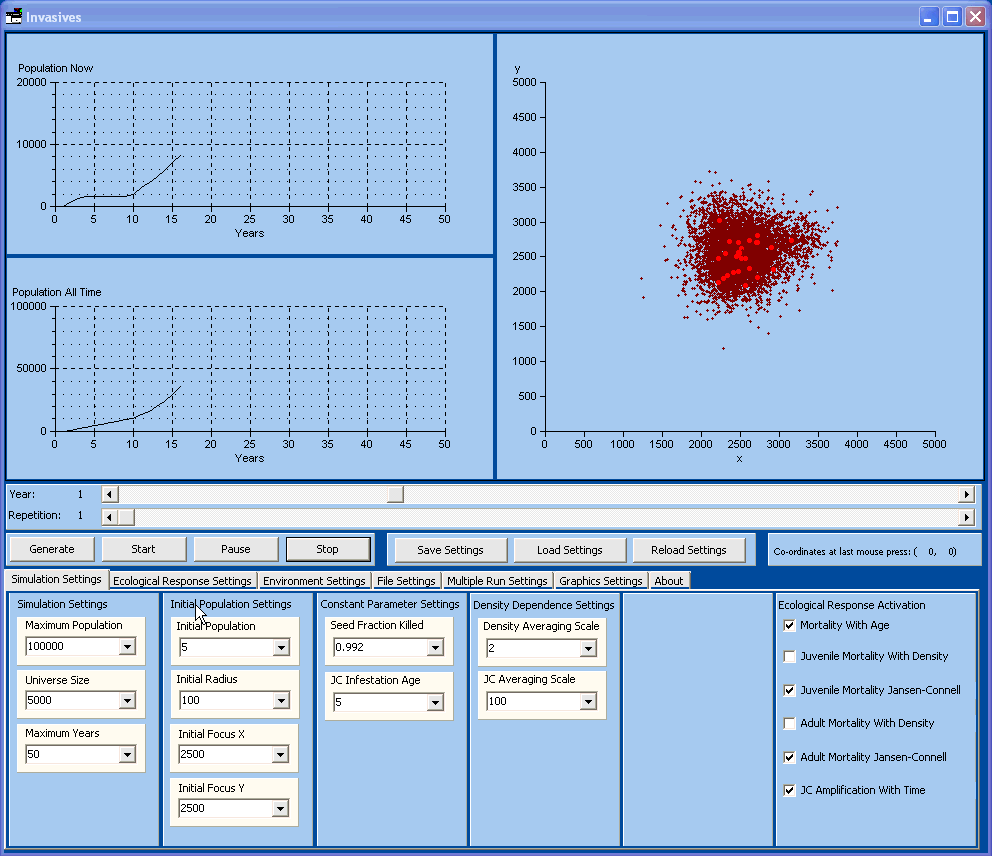 Invasives
Population Now
20000
10000
0
0 5 10 15 20 25 30 35 40 45 50
Years
Population All Time
100000
50000
0
0 5 10 15 20 25 30 35 40 45 50
Years
y
5000
4500
4000
3500
3000
2500
2000
1500
1000
500
0
0 500 1000 1500 2000 2500 3000 3500 4000 4500 5000
x
Year: 1
Repetition: 1
Generate Start Pause Stop Save Settings Load Settings Reload Settings Co-ordinates at last mouse press: ( 0, 0)
Simulation Settings Ecological Response Settings Environment Settings File Settings Multiple Run Settings Graphics Settings About
Simulation Settings
Maximum Population
100000
Universe Size
5000
Maximum Years
50
Initial Population Settings
Initial Population
5
Initial Radius
100
Initial Focus X
2500
Initial Focus Y
2500
Constant Parameter Settings
Seed Fraction Killed
0.992
JC Infestation Age
5
Density Dependence Settings
Density Averaging Scale
2
JC Averaging Scale
100
Ecological Response Activation
Mortality With Age
Juvenile Mortality With Density
Juvenile Mortality Jansen-Connell
Adult Mortality With Density
Adult Mortality Jansen-Connell
JC Amplification With Time